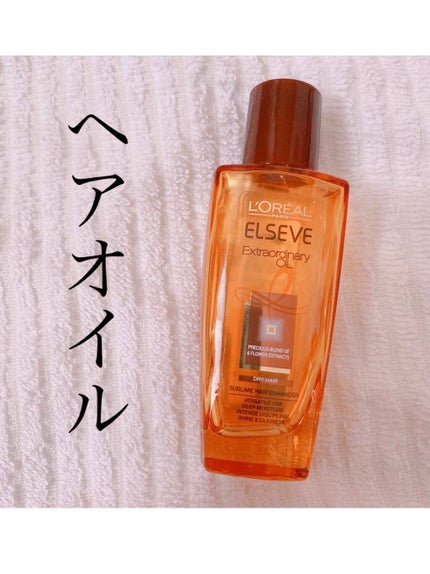 ヘアオイル
L'ORÉAL
PARIS
ELSEVE
Extraordinary
OIL
PRECIOUS BLEND OF
6 FLOWER EXTRACTS
DRY HAIR
SUBLIME HAIR ENHANCER
VERSATILE USE
DEEP MOISTURE
INTENSE DISCIPLINE
SHINE & SILKINESS